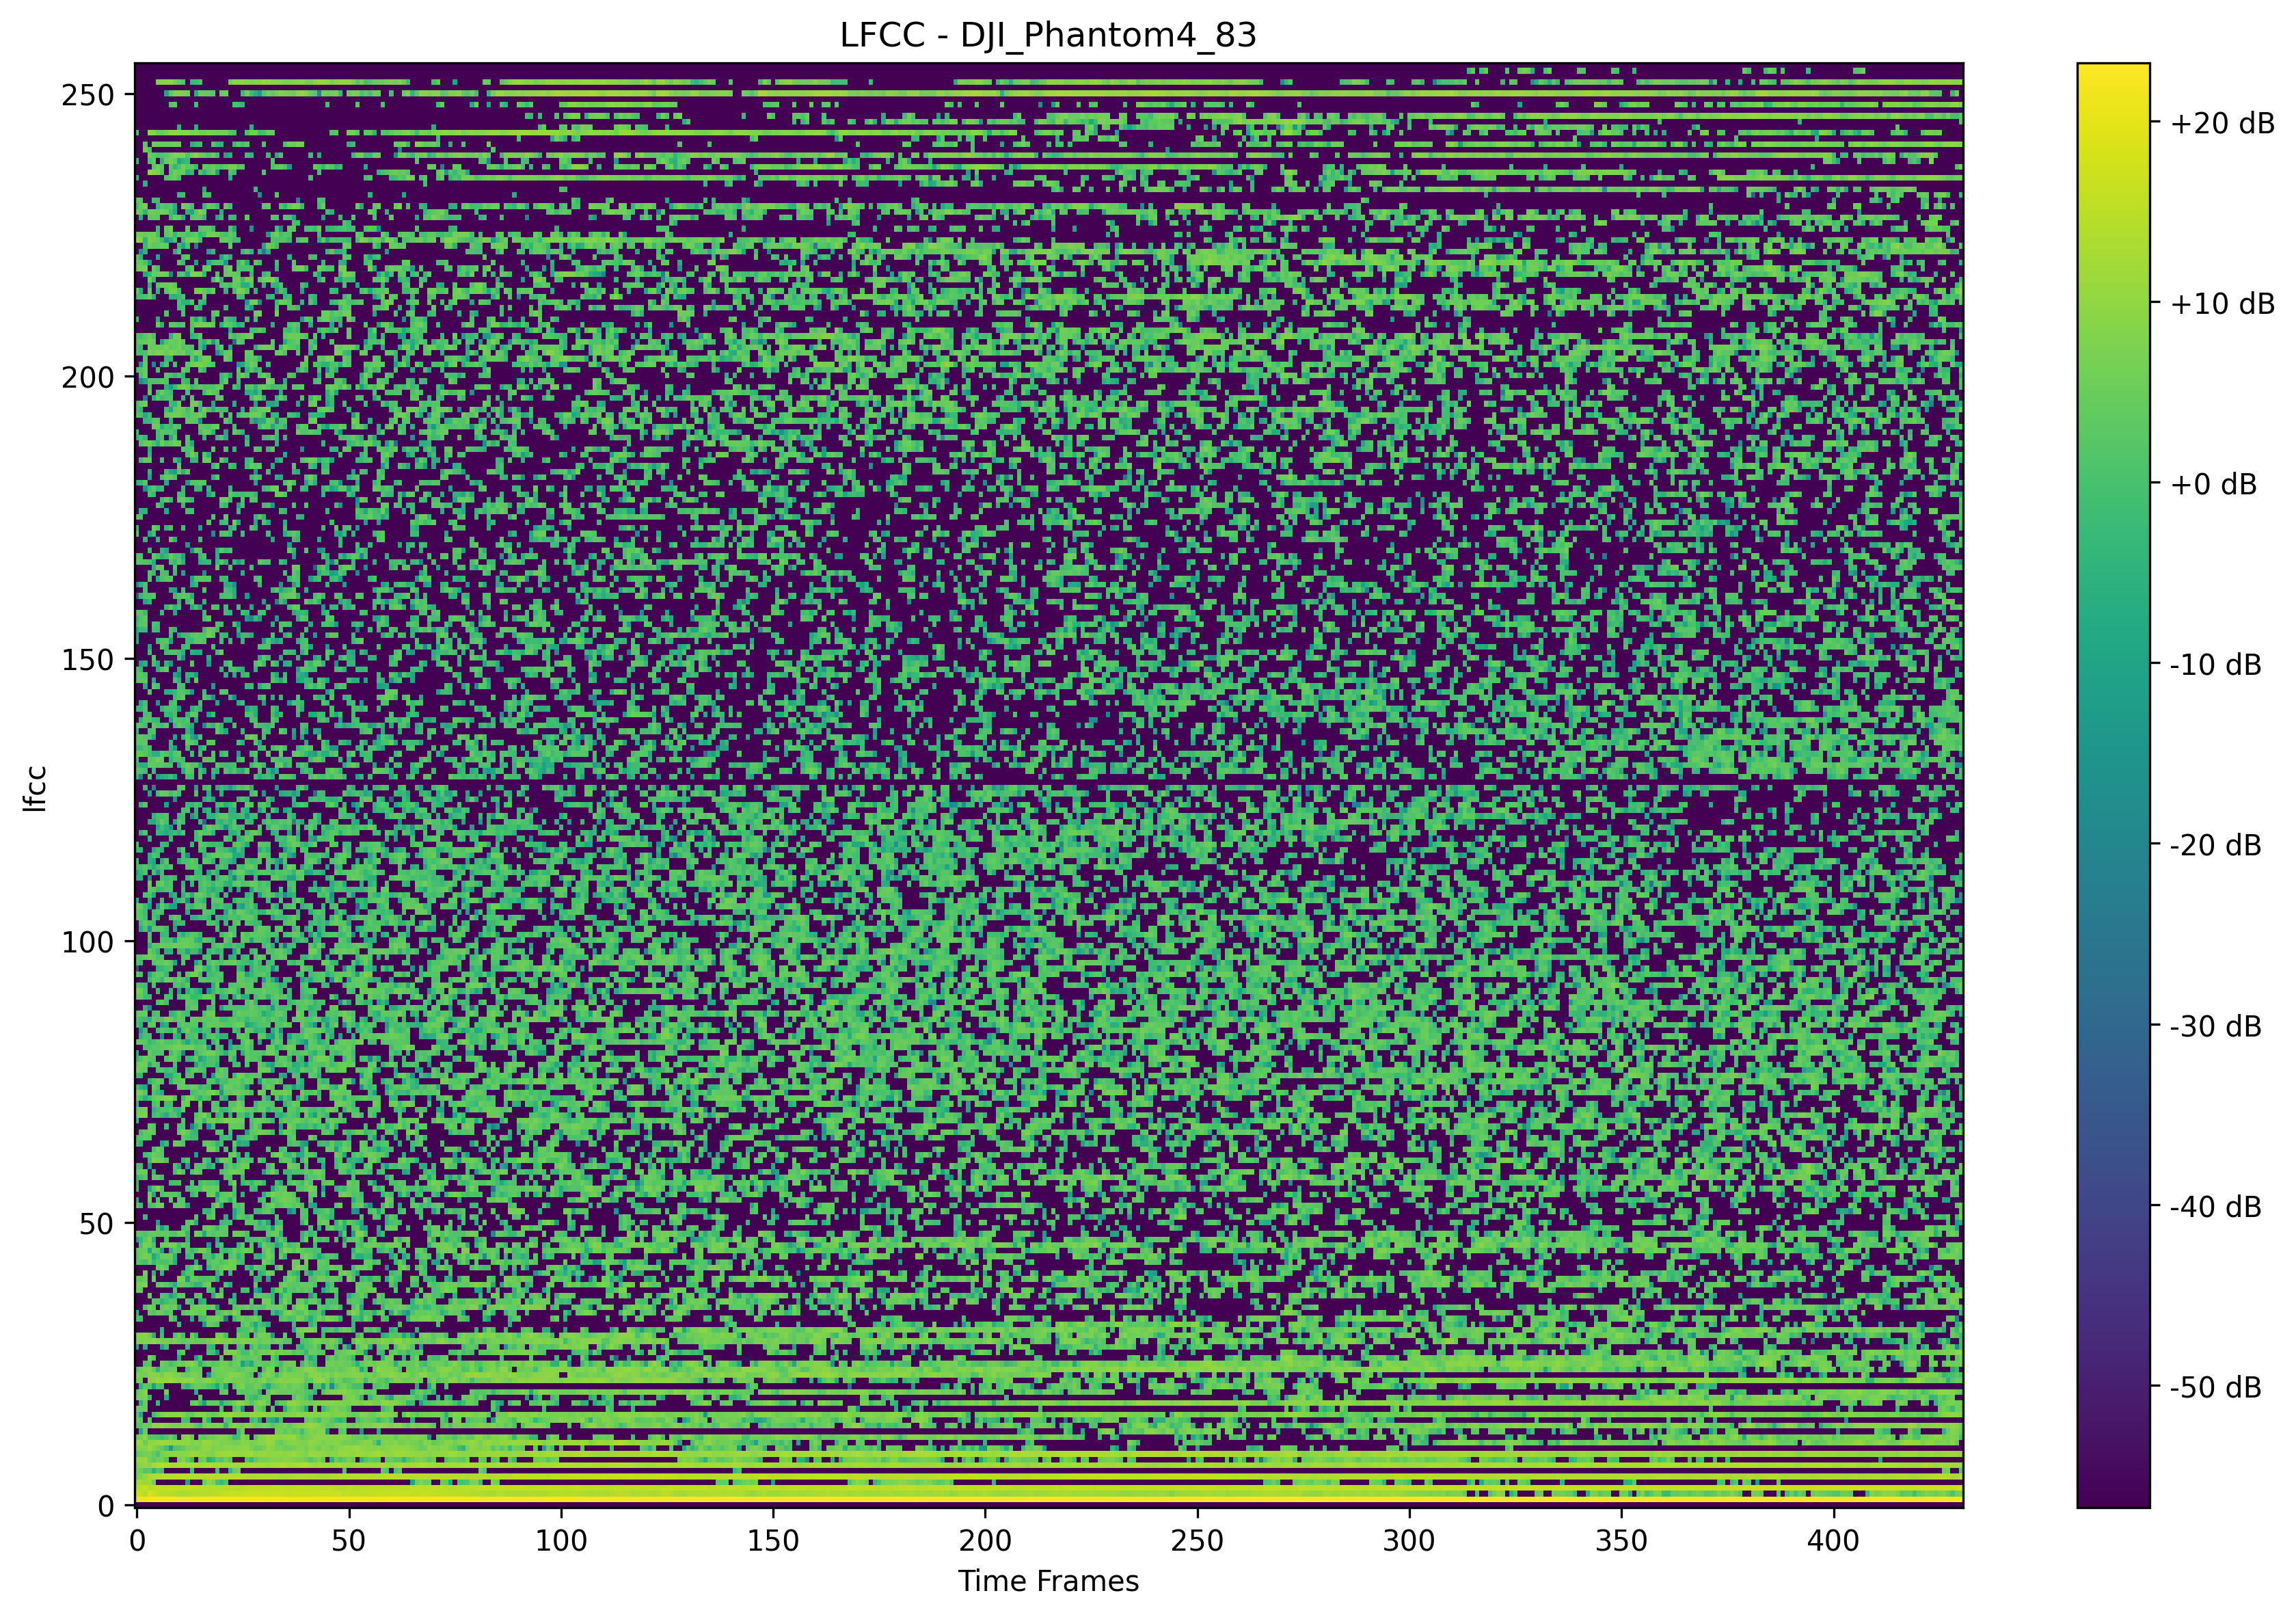 LFCC - DJI_Phantom4_83
250
200
150
100
50
0
lfcc
0 50 100 150 200 250 300 350 400
Time Frames
+20 dB
+10 dB
+0 dB
-10 dB
-20 dB
-30 dB
-40 dB
-50 dB